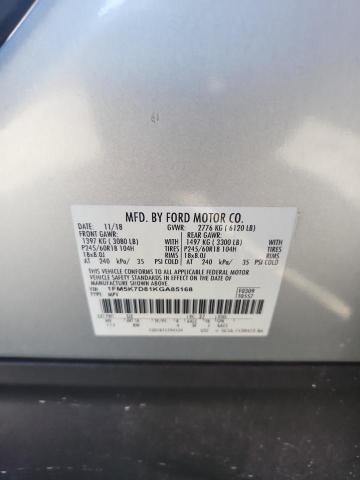 MFD. BY FORD MOTOR CO.
DATE: 11/18 GVWR: 2776 KG ( 6120 LB)
FRONT GAWR: REAR GAWR:
1397 KG ( 3080 LB) 1497 KG ( 3300 LB)
P245/60R18 104H TIRES P245/60R18 104H TIRES
18x8.0J RIMS 18x8.0J RIMS
AT 240 kPa/ 35 PSI COLD AT 240 kPa/ 35 PSI COLD
THIS VEHICLE CONFORMS TO ALL APPLICABLE FEDERAL MOTOR
VEHICLE SAFETY STANDARDS IN EFFECT ON THE DATE OF
MANUFACTURE SHOWN ABOVE.
VIN: 1FM5K7D81KGA85168 F0309
TYPE: MPV T0557